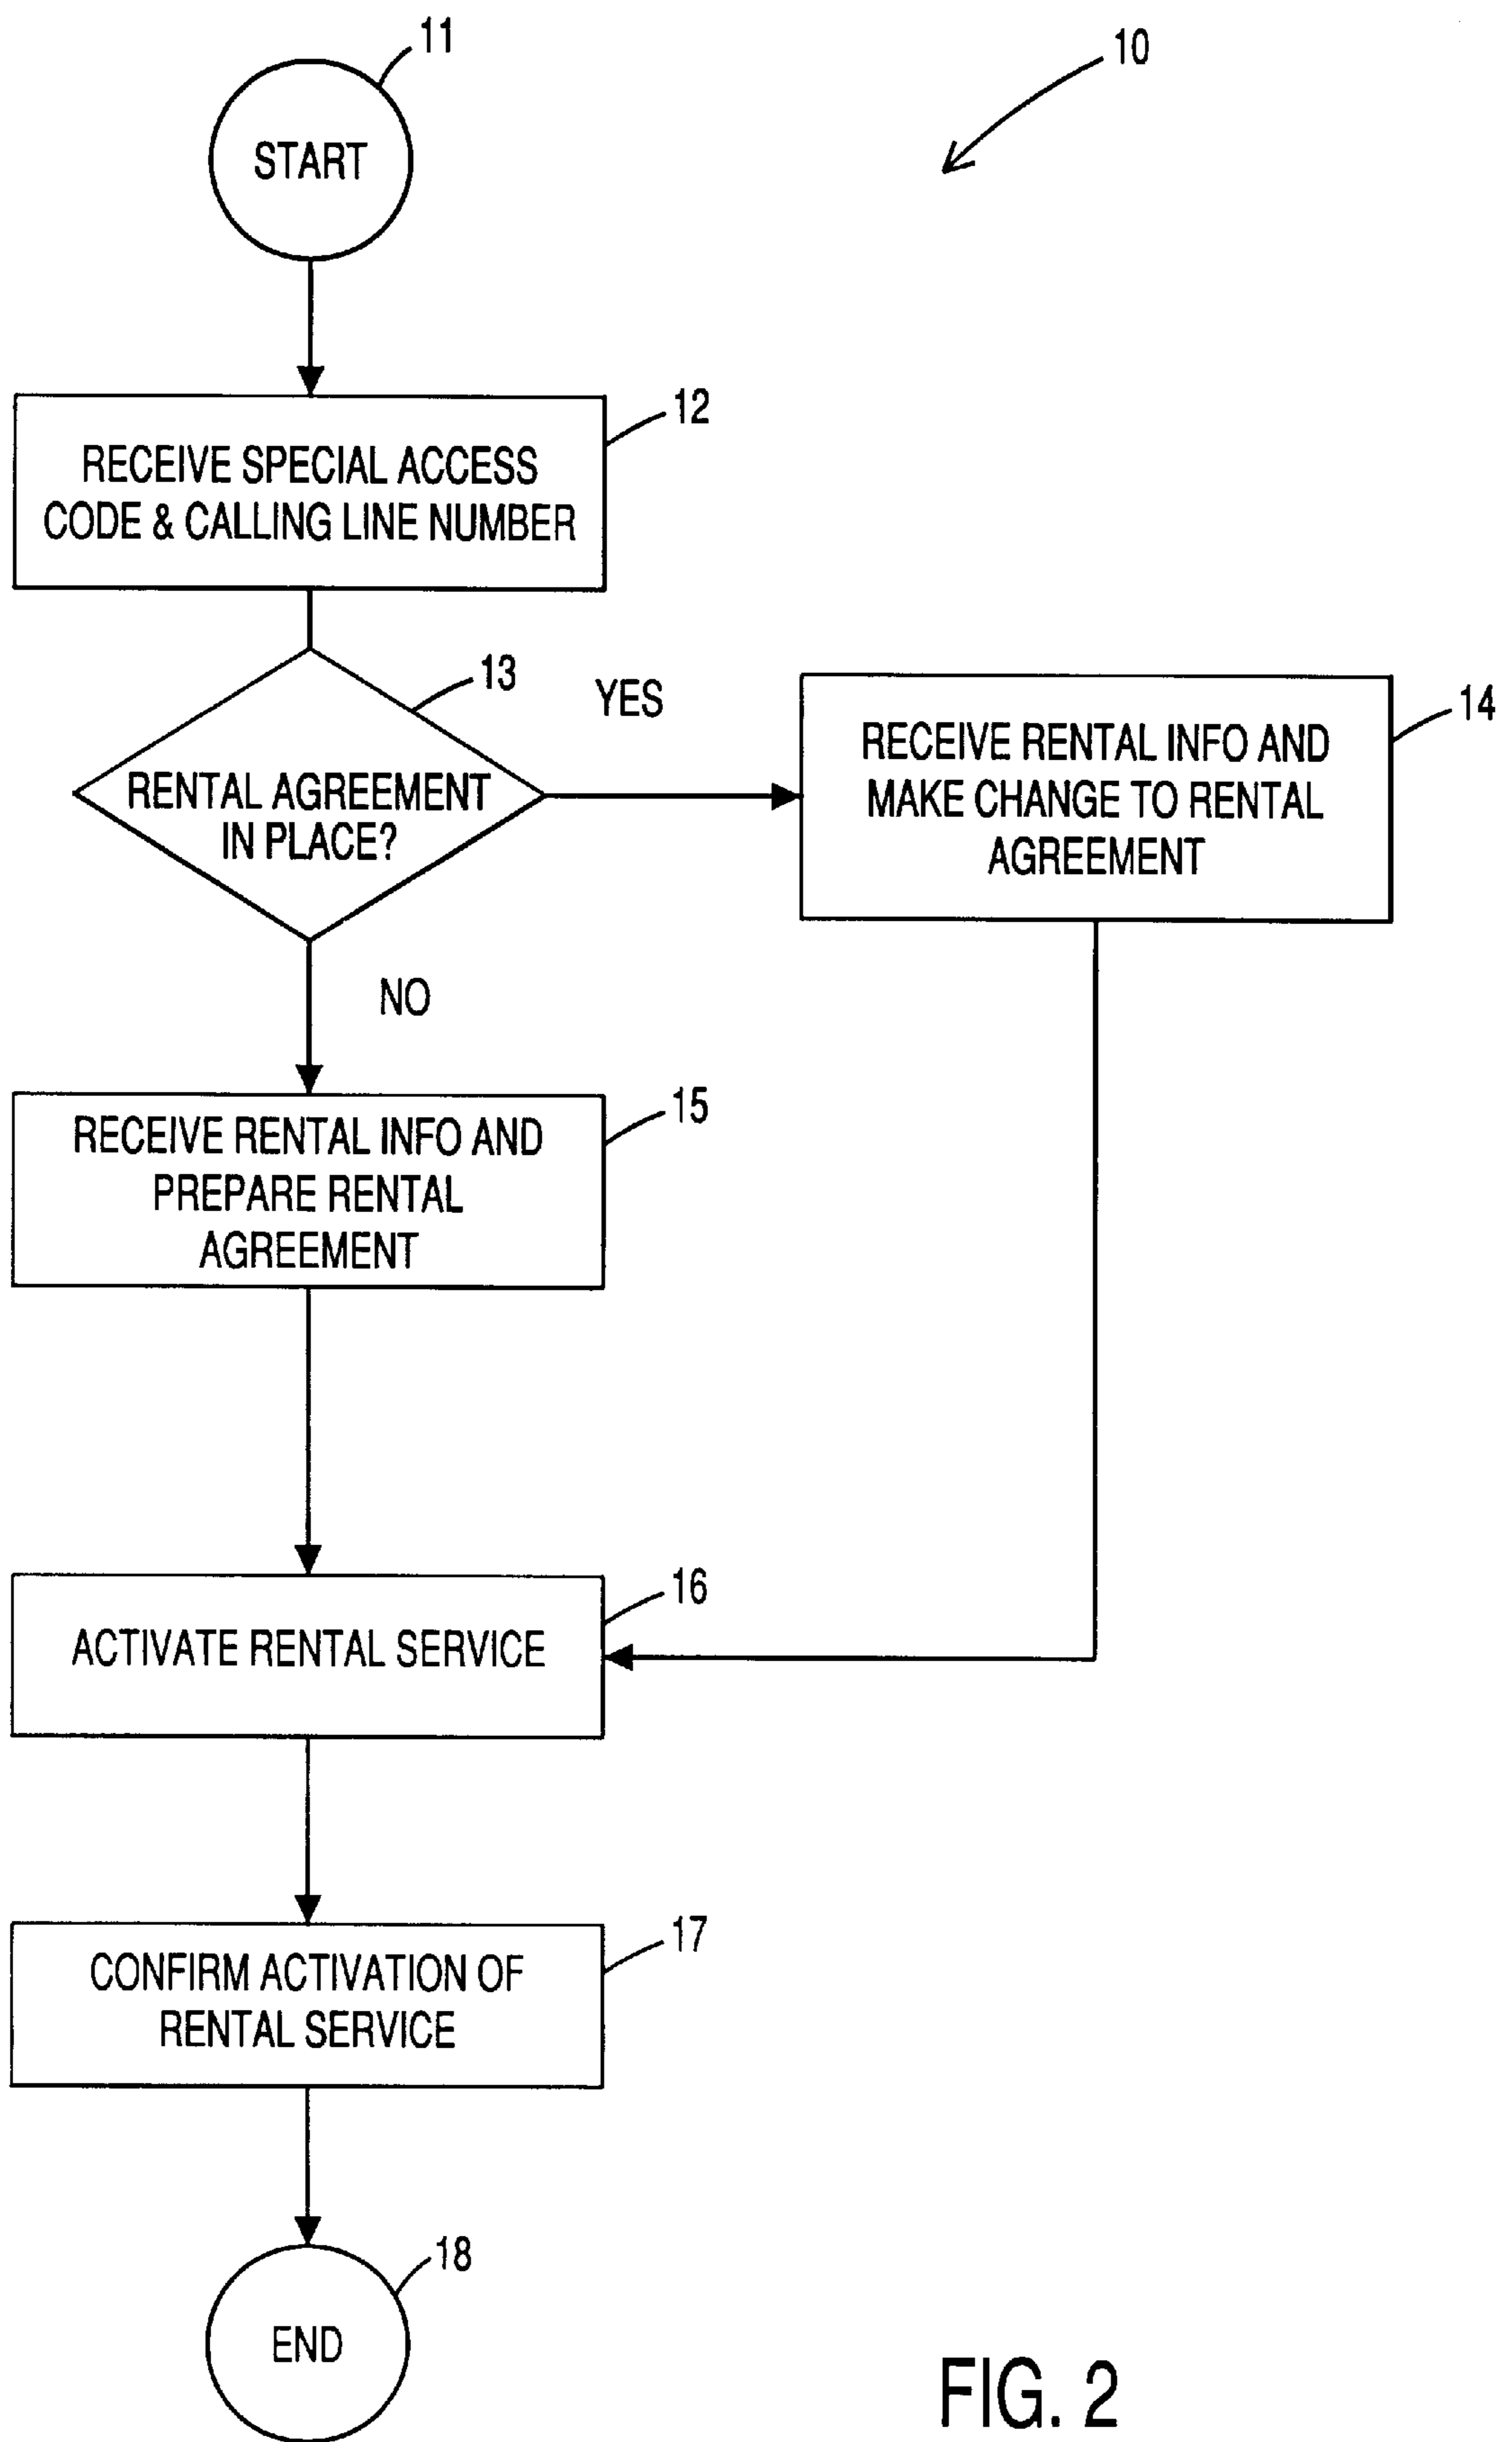 11
10
START
12
RECEIVE SPECIAL ACCESS
CODE & CALLING LINE NUMBER
13
YES
14
RENTAL AGREEMENT
IN PLACE?
RECEIVE RENTAL INFO AND
MAKE CHANGE TO RENTAL
AGREEMENT
NO
15
RECEIVE RENTAL INFO AND
PREPARE RENTAL
AGREEMENT
16
ACTIVATE RENTAL SERVICE
17
CONFIRM ACTIVATION OF
RENTAL SERVICE
18
END
FIG. 2